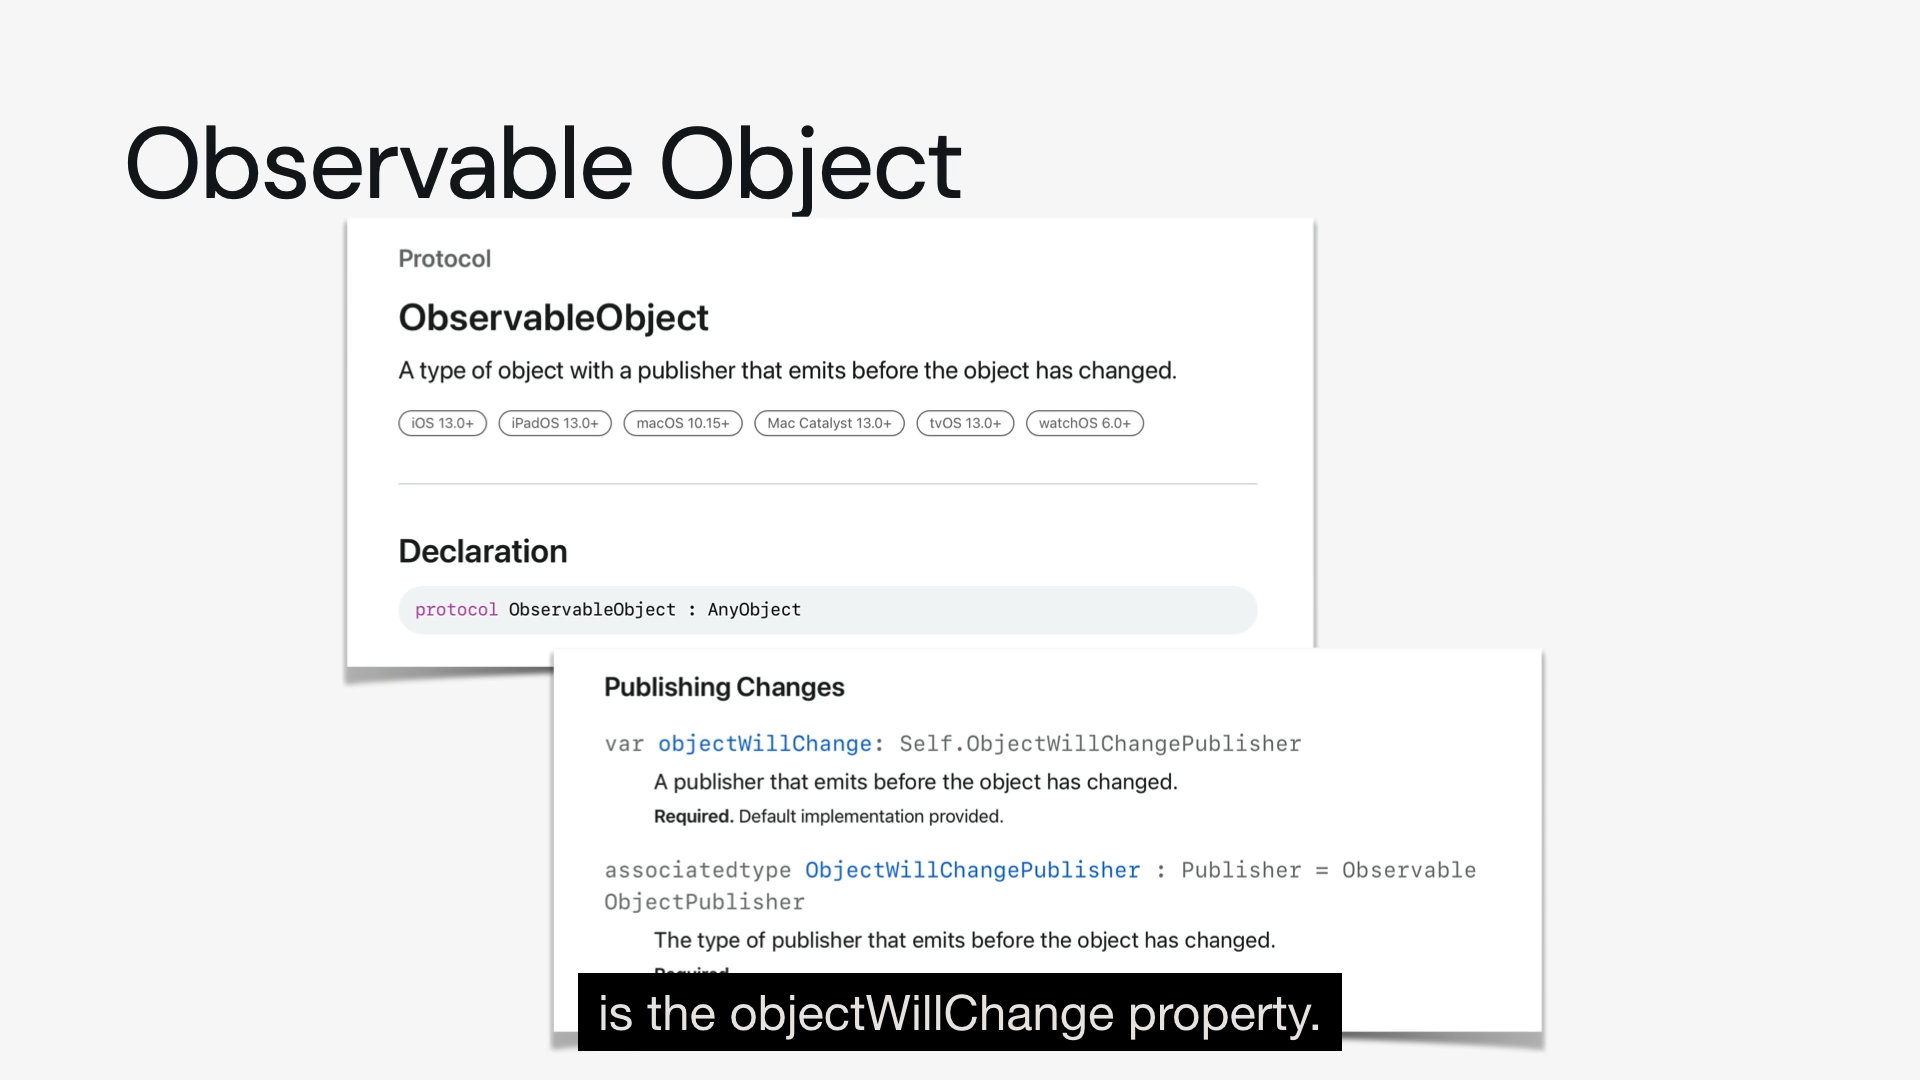 Observable Object
Protocol
ObservableObject
A type of object with a publisher that emits before the object has changed.
iOS 13.0+ iPadOS 13.0+ macOS 10.15+ Mac Catalyst 13.0+ tvOS 13.0+ watchOS 6.0+
Declaration
protocol ObservableObject : AnyObject
Publishing Changes
var objectWillChange: Self.ObjectWillChangePublisher
A publisher that emits before the object has changed.
Required. Default implementation provided.
associatedtype ObjectWillChangePublisher : Publisher = Observable
ObjectPublisher
The type of publisher that emits before the object has changed.
Required.
is the objectWillChange property.